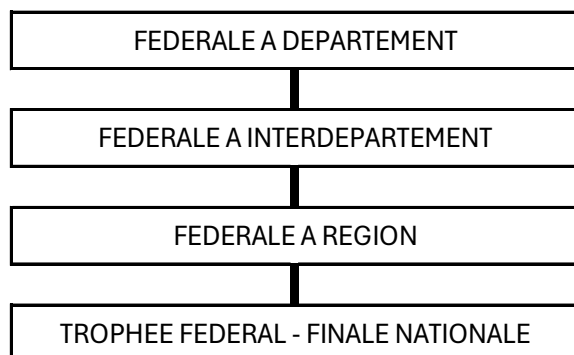 FEDERALE A DEPARTEMENT
FEDERALE A INTERDEPARTEMENT
FEDERALE A REGION
TROPHEE FEDERAL - FINALE NATIONALE